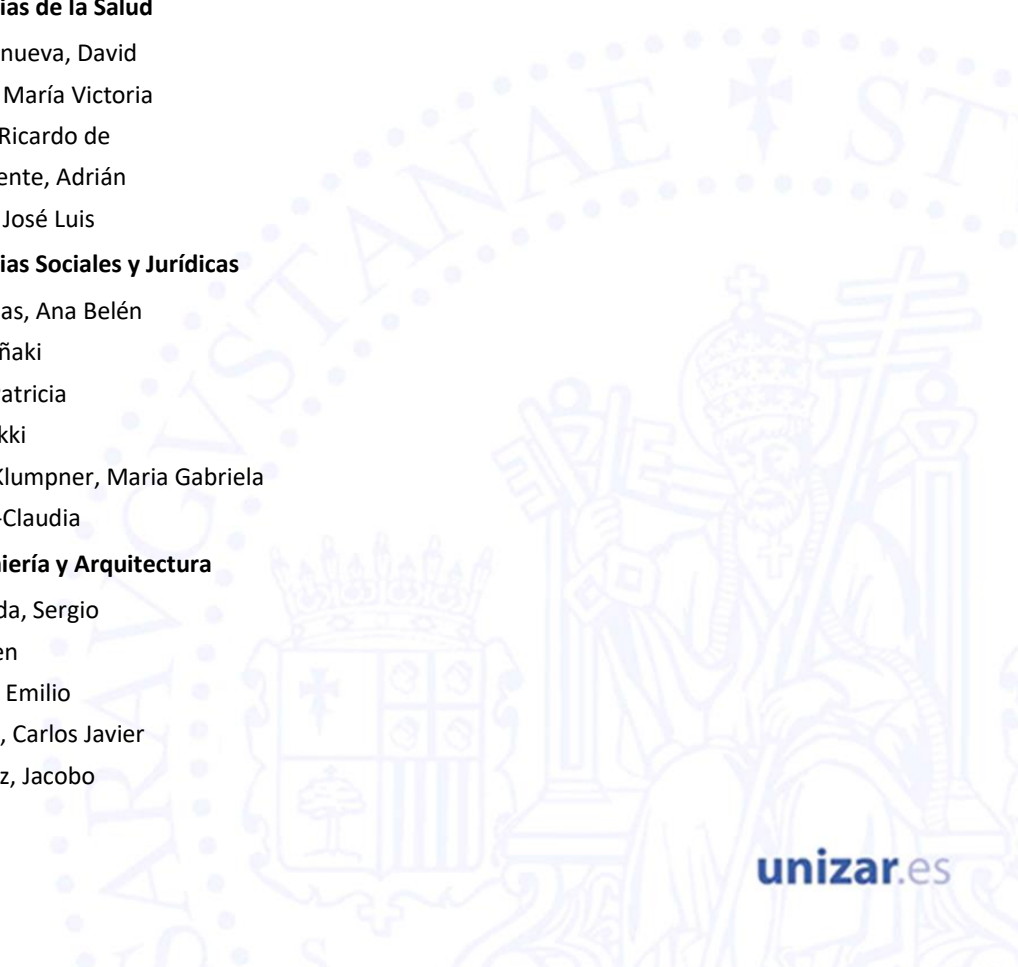 ias de la Salud
nueva, David
María Victoria
Ricardo de
ente, Adrián
José Luis
ias Sociales y Jurídicas
as, Ana Belén
ñaki
atricia
kki
Klumpner, Maria Gabriela
-Claudia
iería y Arquitectura
da, Sergio
en
Emilio
, Carlos Javier
z, Jacobo
ARAVGVSTANAE ST
S
unizar.es